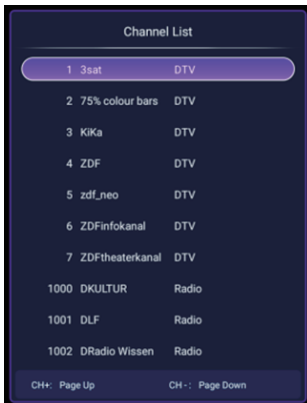 Channel List
1 3sat DTV
2 75% colour bars DTV
3 KiKa DTV
4 ZDF DTV
5 zdf_neo DTV
6 ZDFinfokanal DTV
7 ZDFtheaterkanal DTV
1000 DKULTUR Radio
1001 DLF Radio
1002 DRadio Wissen Radio
CH+: Page Up CH-: Page Down